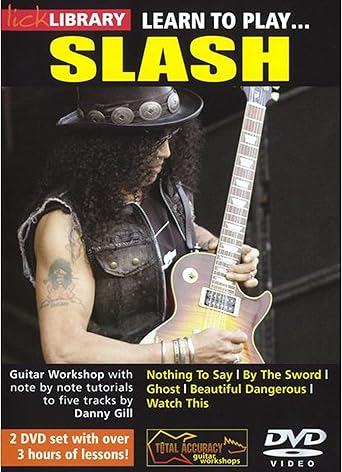 lickLIBRARY LEARN TO PLAY...
SLASH
Guitar Workshop with
note by note tutorials
to five tracks by
Danny Gill
Nothing To Say | By The Sword |
Ghost | Beautiful Dangerous |
Watch This
2 DVD set with over
3 hours of lessons!
TOTAL ACCURACY
guitar
workshops
DVD
VIDEO